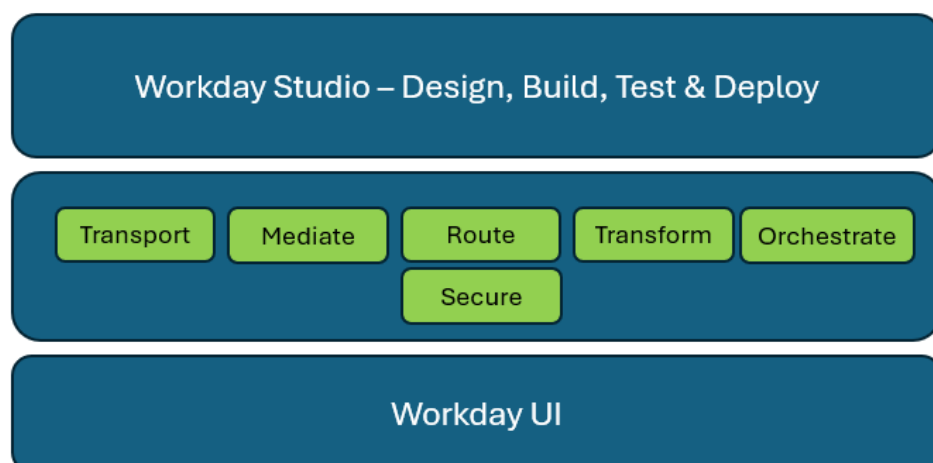 Workday Studio – Design, Build, Test & Deploy
Transport
Mediate
Route
Transform
Orchestrate
Secure
Workday UI